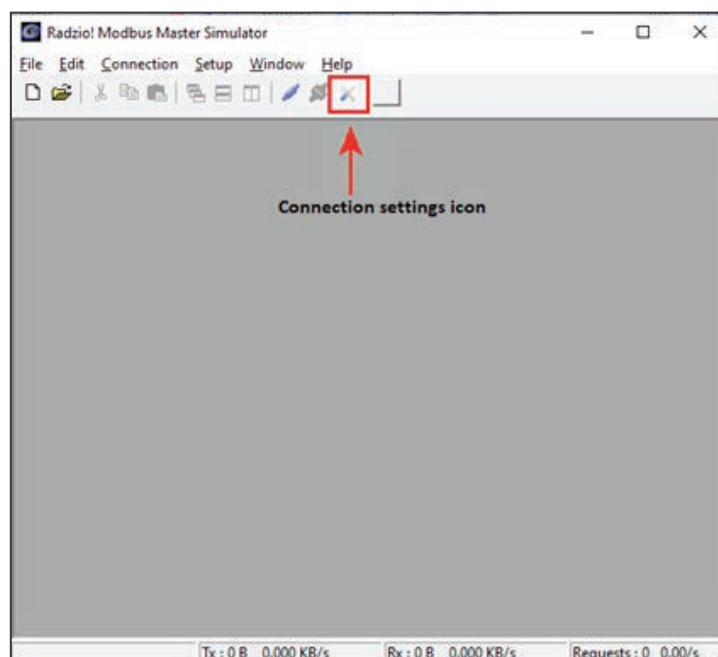 Radzio! Modbus Master Simulator
File Edit Connection Setup Window Help
Connection settings icon
Tx : 0 B 0.000 KB/s Rx : 0 B 0.000 KB/s Requests : 0 0.00/s